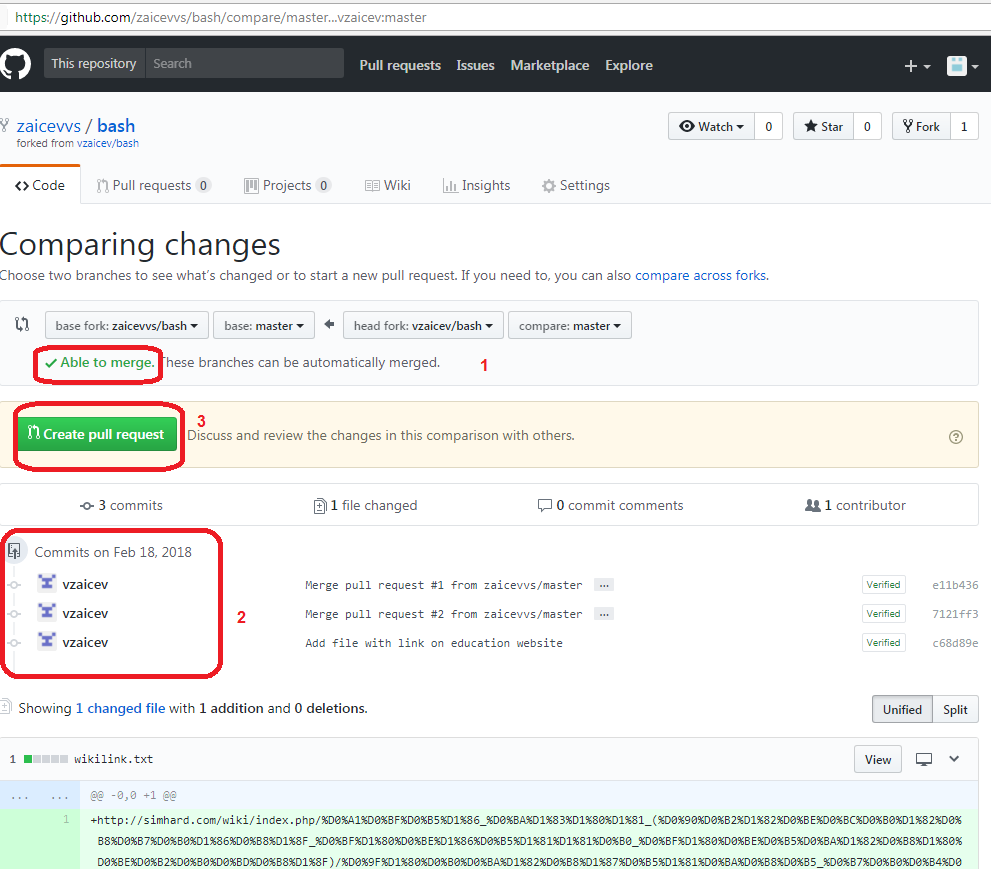 https://github.com/zaicevvs/bash/compare/master...vzaicev:master
This repository Search Pull requests Issues Marketplace Explore
zaicevvs / bash Watch 0 Star 0 Fork 1
forked from vzaicev/bash
Code Pull requests 0 Projects 0 Wiki Insights Settings
Comparing changes
Choose two branches to see what's changed or to start a new pull request. If you need to, you can also compare across forks.
base fork: zaicevvs/bash base: master head fork: vzaicev/bash compare: master
Able to merge. These branches can be automatically merged. 1
3
Create pull request Discuss and review the changes in this comparison with others.
3 commits 1 file changed 0 commit comments 1 contributor
Commits on Feb 18, 2018
vzaicev Merge pull request #1 from zaicevvs/master ... Verified e11b436
vzaicev Merge pull request #2 from zaicevvs/master ... Verified 7121ff3
2
vzaicev Add file with link on education website Verified c68d89e
Showing 1 changed file with 1 addition and 0 deletions. Unified Split
1 wikilink.txt View
... ... @@ -0,0 +1 @@
1 +http://simhard.com/wiki/index.php/%D0%A1%D0%BF%D0%B5%D1%86_%D0%BA%D1%83%D1%80%D1%81_(%D0%90%D0%B2%D1%82%D0%BE%D0%BC%D0%B0%D1%82%D0%
B8%D0%B7%D0%B0%D1%86%D0%B8%D1%8F_%D0%BF%D1%80%D0%BE%D1%86%D0%B5%D1%81%D1%81%D0%B0_%D0%BF%D1%80%D0%BE%D0%B5%D0%BA%D1%82%D0%B8%D1%80%
D0%BE%D0%B2%D0%B0%D0%BD%D0%B8%D1%8F)/%D0%9F%D1%80%D0%B0%D0%BA%D1%82%D0%B8%D1%87%D0%B5%D1%81%D0%BA%D0%B8%D0%B5_%D0%B7%D0%B0%D0%B4%D0